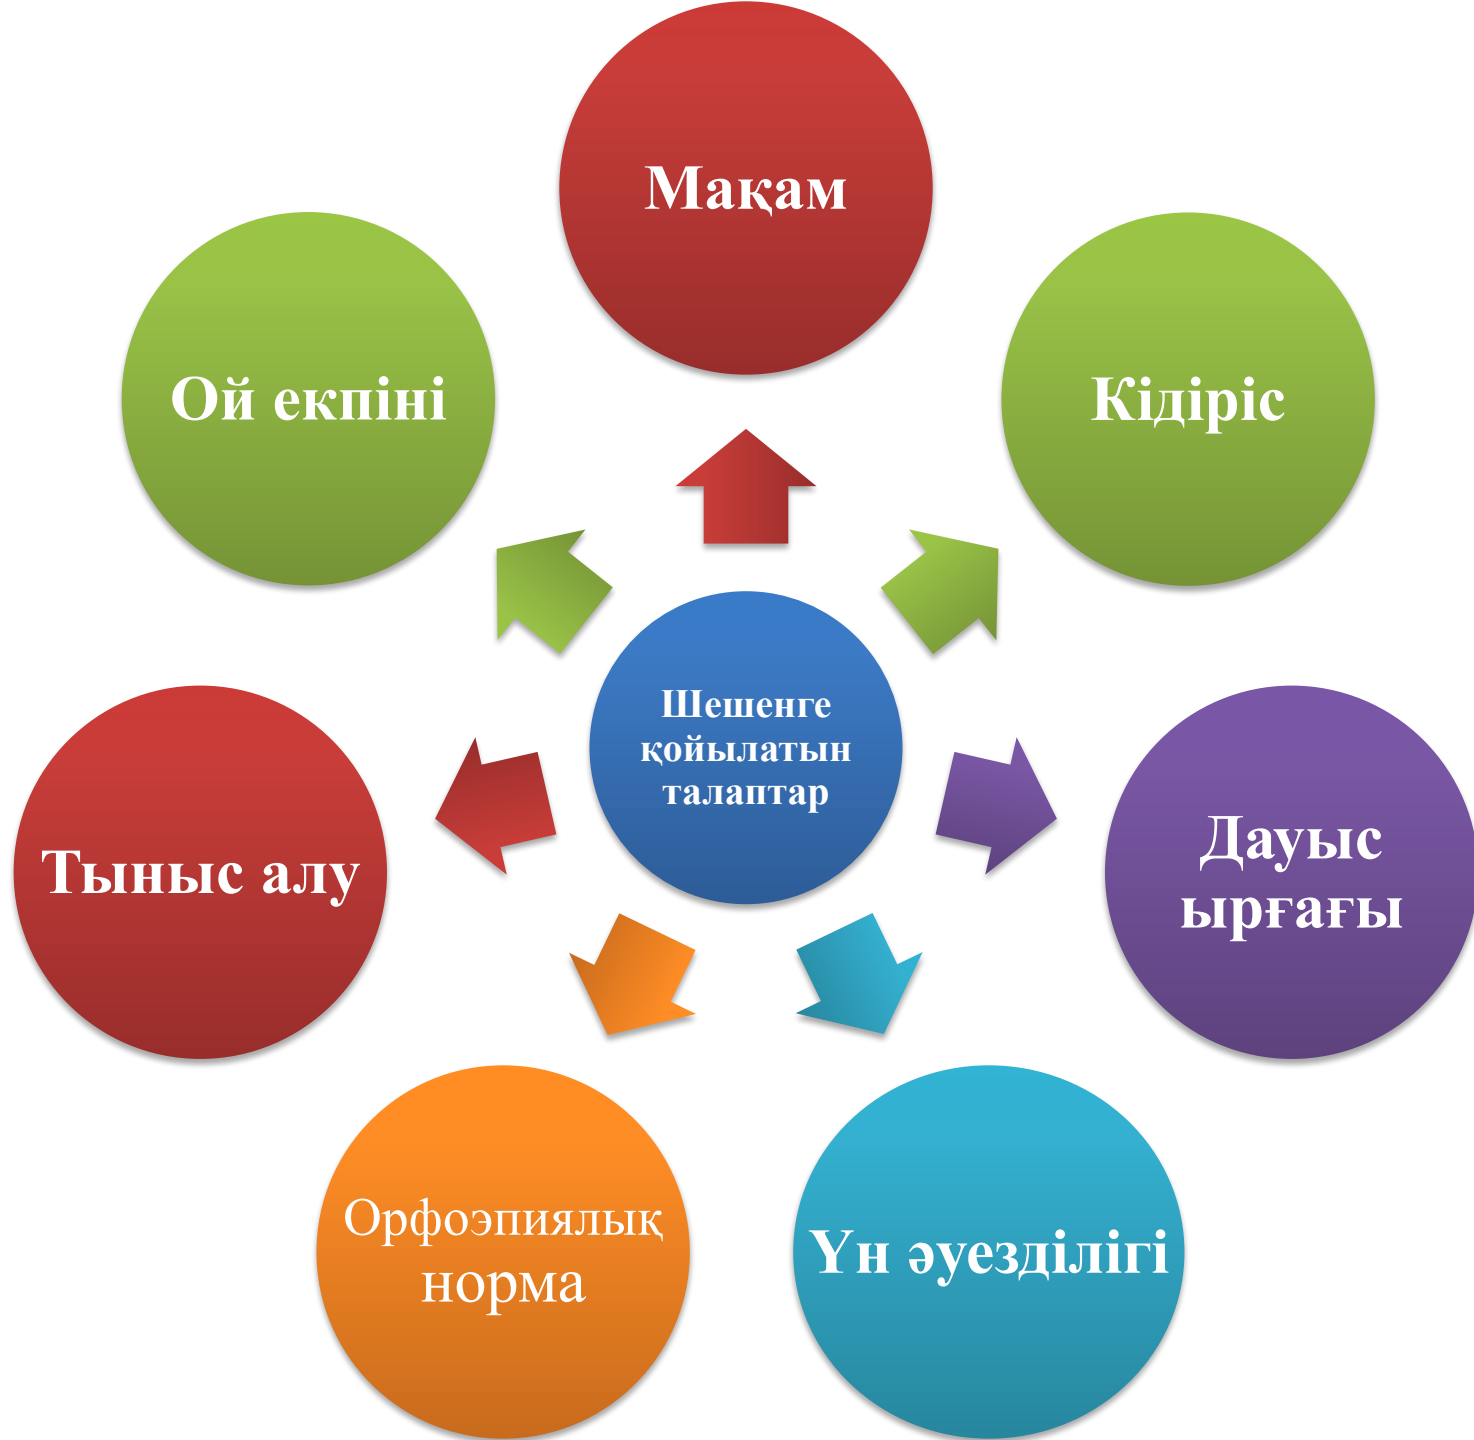 Мақам
Ой екпіні
Кідіріс
Шешенге
қойылатын
талаптар
Тыныс алу
Дауыс
ырғағы
Орфоэпиялық
норма
Үн әуезділігі